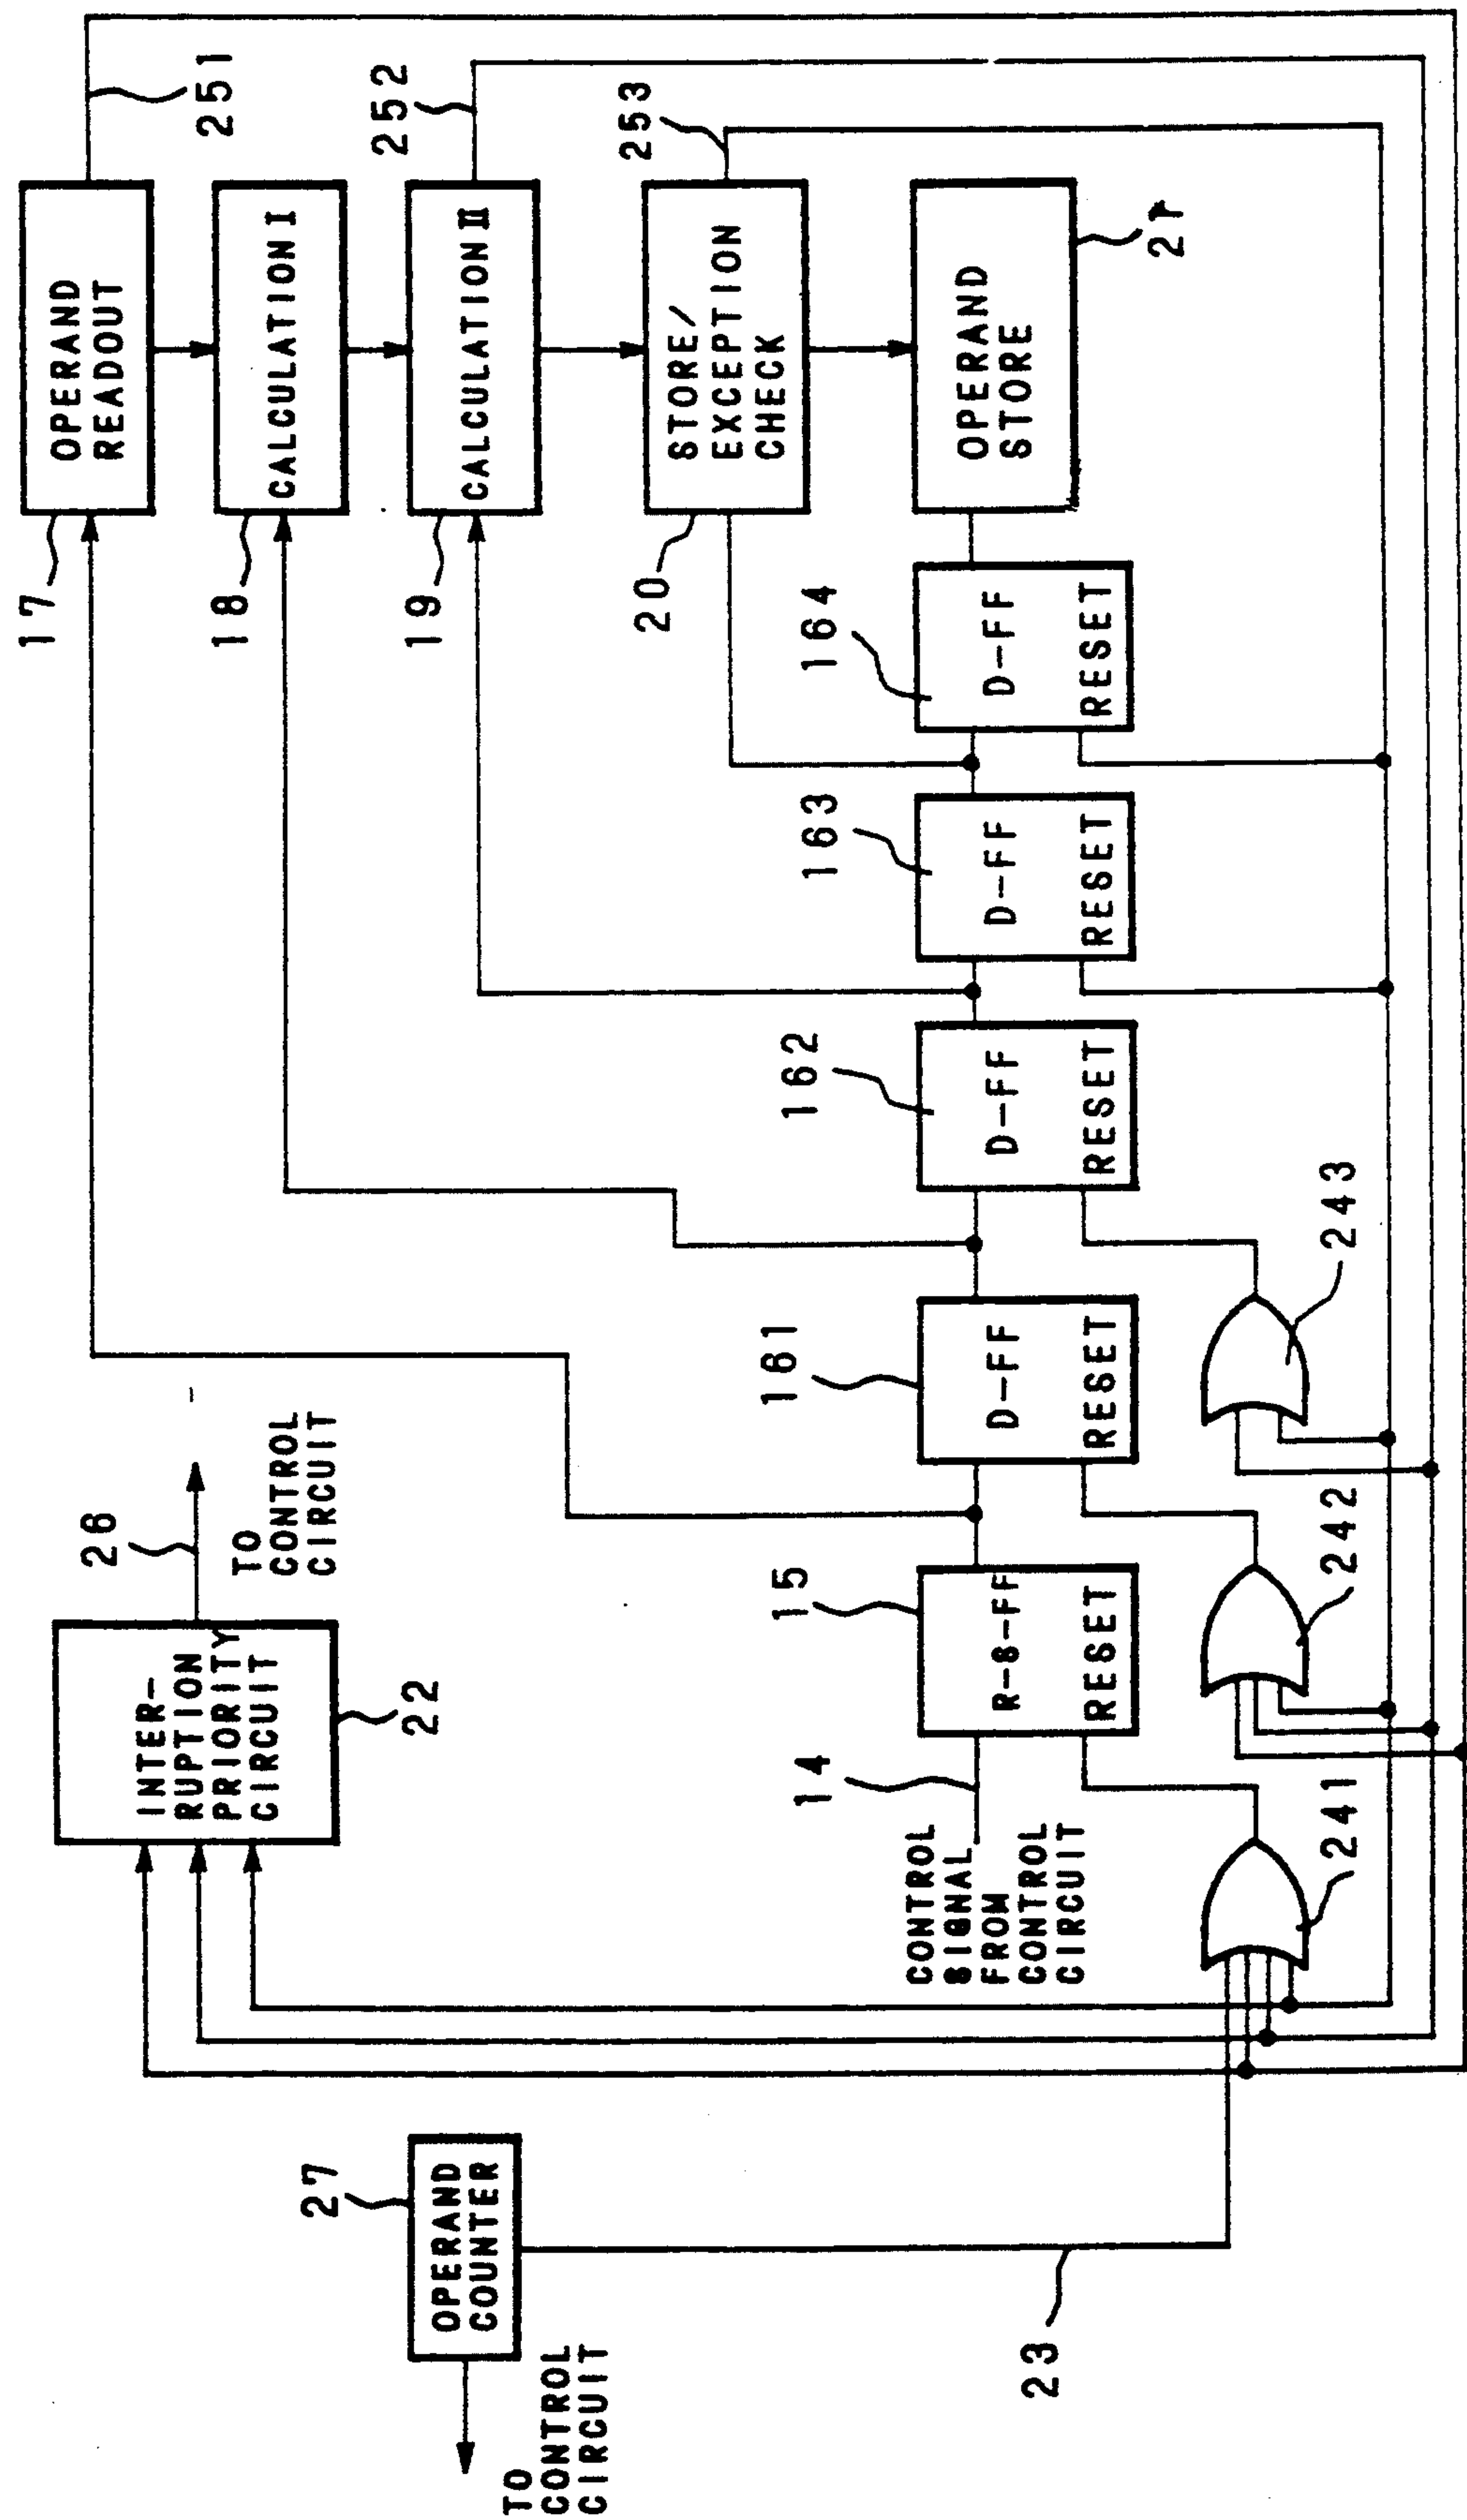 27
OPERAND
COUNTER
TO
CONTROL
CIRCUIT
23
INTER-
RUPTION
PRIORITY
CIRCUIT
22
26
TO
CONTROL
CIRCUIT
CONTROL
SIGNAL
FROM
CONTROL
CIRCUIT
14
15
R-S-FF
RESET
161
D-FF
RESET
162
D-FF
RESET
163
D-FF
RESET
164
D-FF
RESET
241
242
243
17
OPERAND
READOUT
251
18
CALCULATION I
19
CALCULATION II
252
20
STORE/
EXCEPTION
CHECK
253
OPERAND
STORE
21